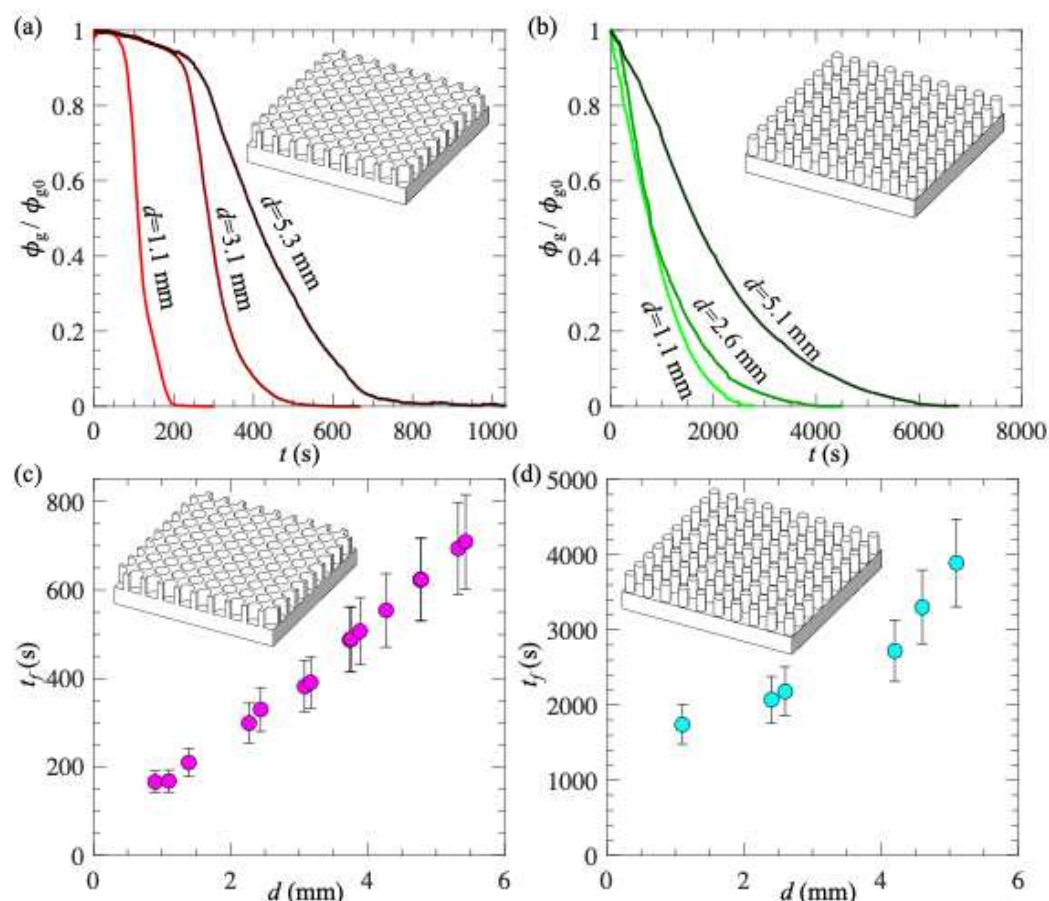 (a)
1
0.8
0.6
0.4
0.2
0
ϕg / ϕg0
d=1.1 mm
d=3.1 mm
d=5.3 mm
0 200 400 600 800 1000
t (s)
(b)
1
0.8
0.6
0.4
0.2
0
ϕg / ϕg0
d=1.1 mm
d=2.6 mm
d=5.1 mm
0 2000 4000 6000 8000
t (s)
(c)
800
600
400
200
0
tf (s)
0 2 4 6
d (mm)
(d)
5000
4000
3000
2000
1000
0
tf (s)
0 2 4 6
d (mm)